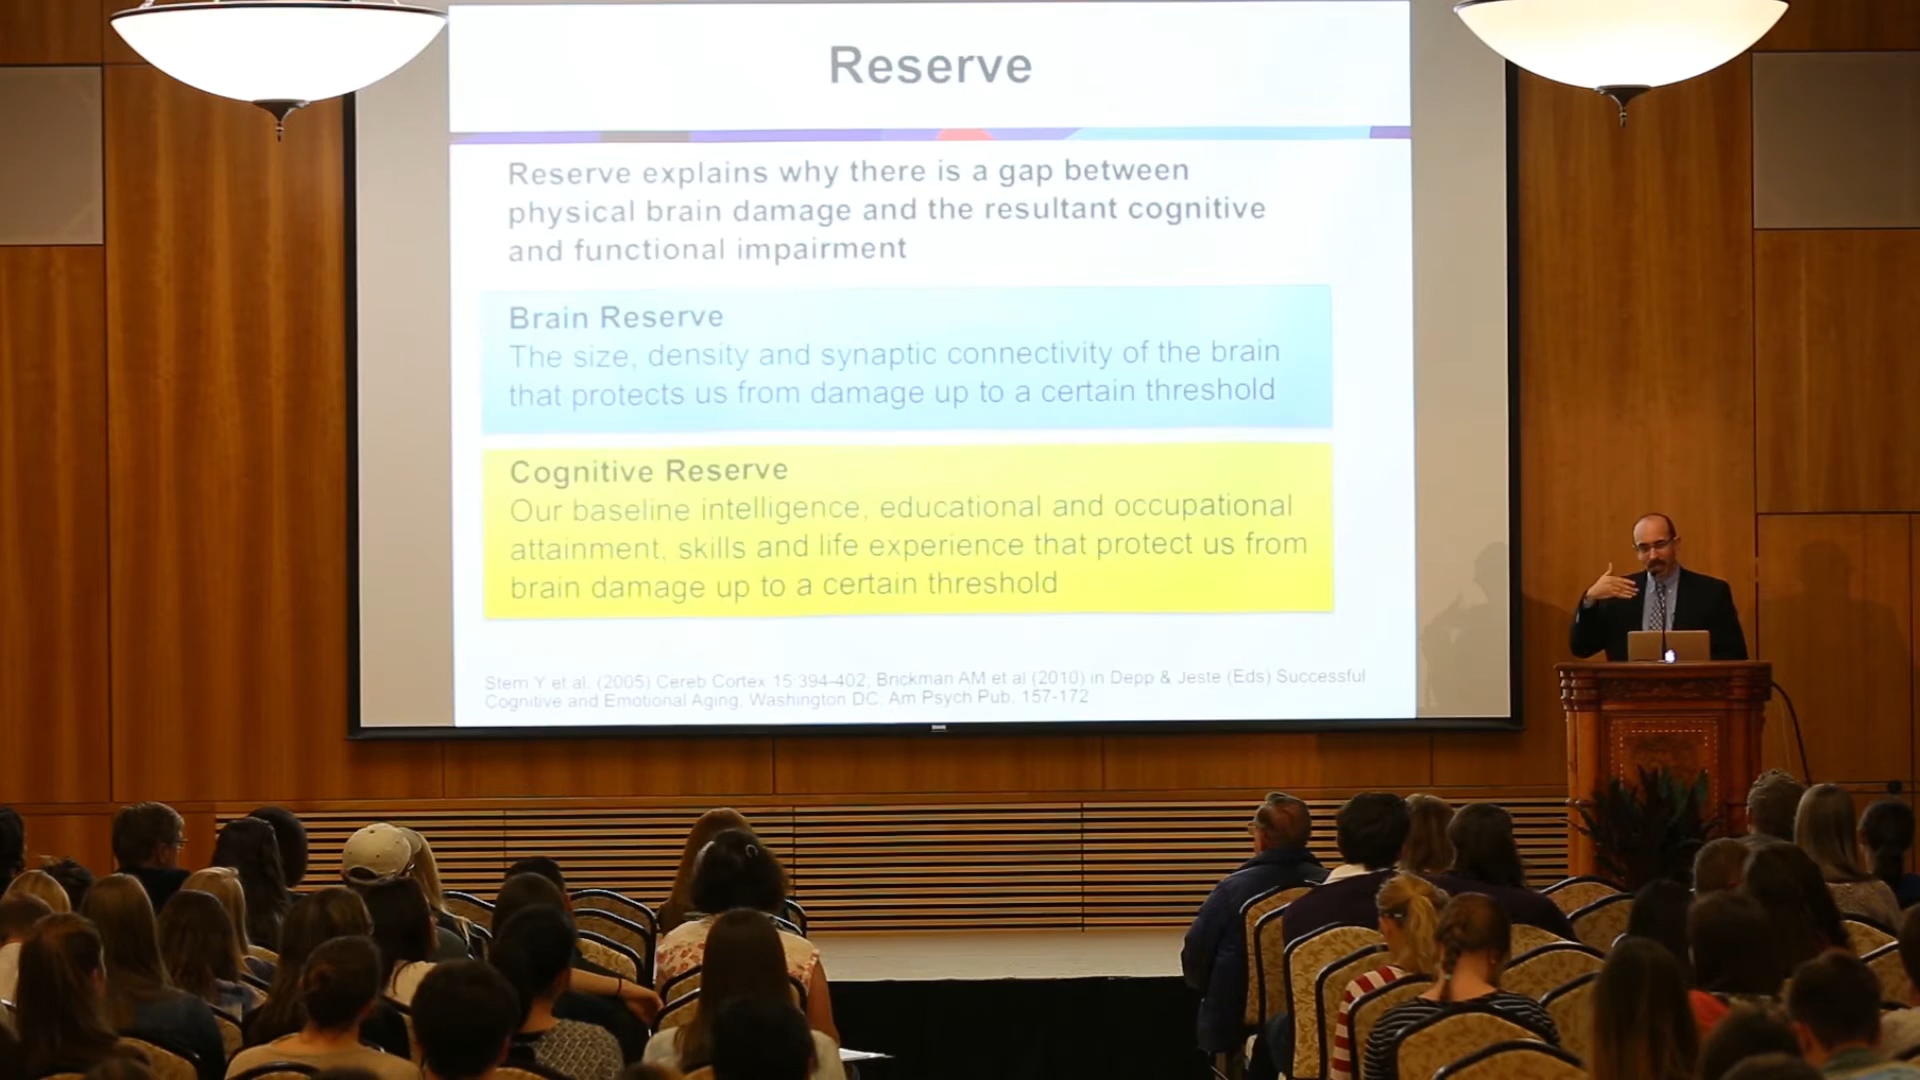 Reserve
Reserve explains why there is a gap between
physical brain damage and the resultant cognitive
and functional impairment
Brain Reserve
The size, density and synaptic connectivity of the brain
that protects us from damage up to a certain threshold
Cognitive Reserve
Our baseline intelligence, educational and occupational
attainment, skills and life experience that protect us from
brain damage up to a certain threshold
Stern Y et al. (2005) Cereb Cortex 15:394-402; Brickman AM et al (2010) in Depp & Jeste (Eds) Successful
Cognitive and Emotional Aging. Washington DC: Am Psych Pub. 157-172